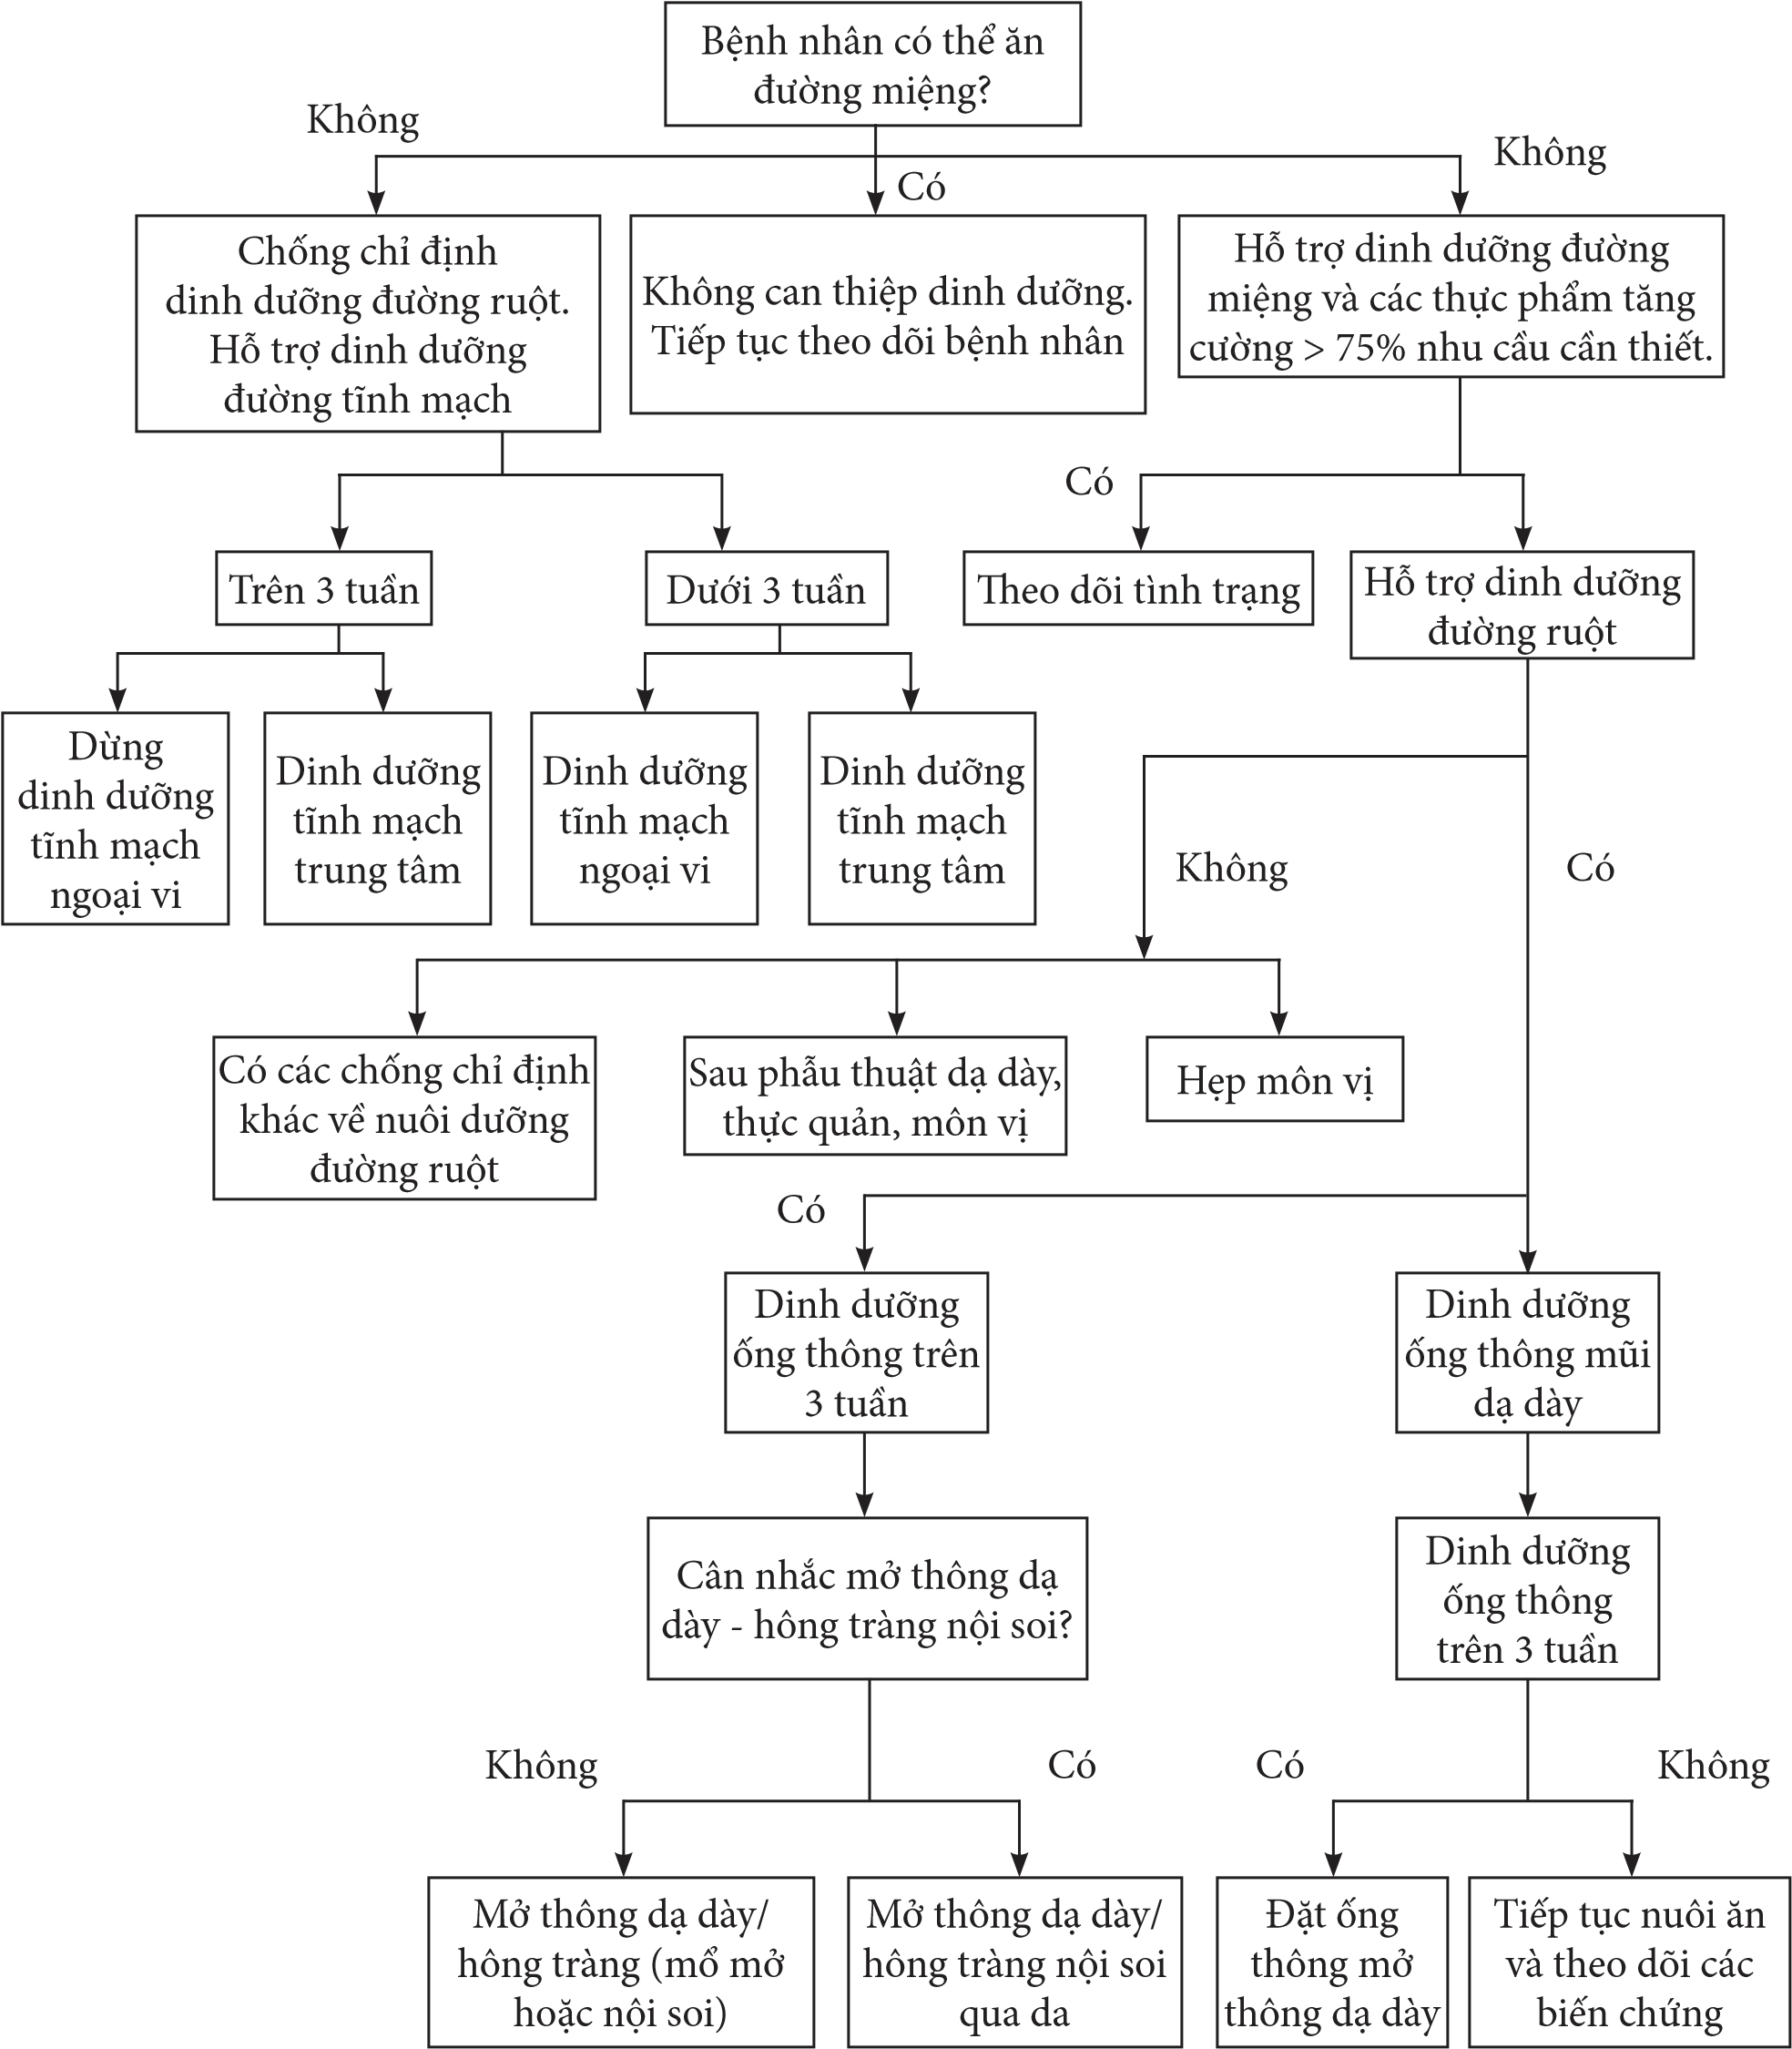 Bệnh nhân có thể ăn
đường miệng?
Không
Có
Không
Chống chỉ định
dinh dưỡng đường ruột.
Hỗ trợ dinh dưỡng
đường tĩnh mạch
Không can thiệp dinh dưỡng.
Tiếp tục theo dõi bệnh nhân
Hỗ trợ dinh dưỡng đường
miệng và các thực phẩm tăng
cường > 75% nhu cầu cần thiết.
Có
Trên 3 tuần
Dưới 3 tuần
Theo dõi tình trạng
Hỗ trợ dinh dưỡng
đường ruột
Dừng
dinh dưỡng
tĩnh mạch
ngoại vi
Dinh dưỡng
tĩnh mạch
trung tâm
Dinh dưỡng
tĩnh mạch
ngoại vi
Dinh dưỡng
tĩnh mạch
trung tâm
Không
Có
Có các chống chỉ định
khác về nuôi dưỡng
đường ruột
Sau phẫu thuật dạ dày,
thực quản, môn vị
Hẹp môn vị
Có
Dinh dưỡng
ống thông trên
3 tuần
Dinh dưỡng
ống thông mũi
dạ dày
Cân nhắc mở thông dạ
dày - hông tràng nội soi?
Dinh dưỡng
ống thông
trên 3 tuần
Không
Có
Có
Không
Mở thông dạ dày/
hông tràng (mổ mở
hoặc nội soi)
Mở thông dạ dày/
hông tràng nội soi
qua da
Đặt ống
thông mở
thông dạ dày
Tiếp tục nuôi ăn
và theo dõi các
biến chứng